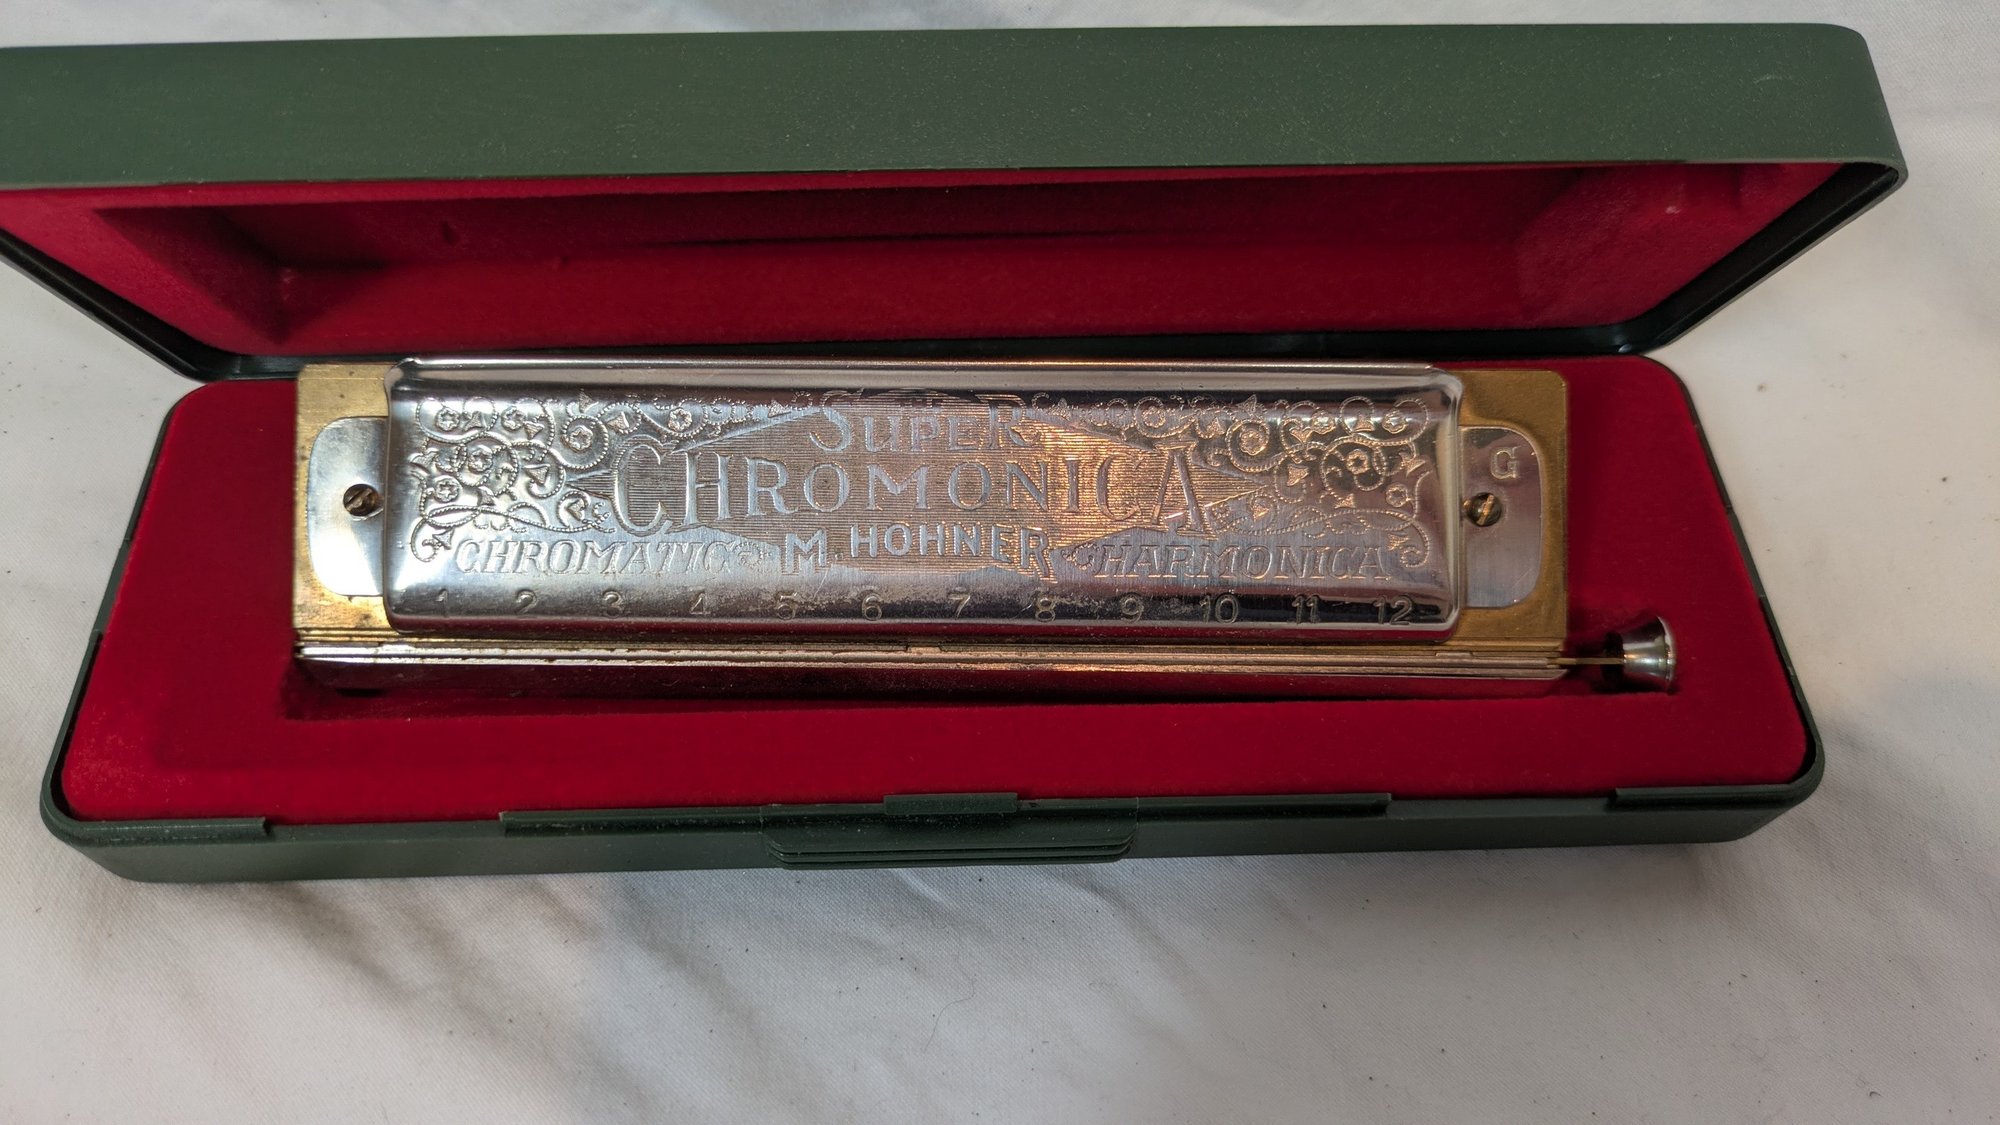 SUPER
CHROMONICA
G
CHROMATIC M. HOHNER HARMONICA
1 2 3 4 5 6 7 8 9 10 11 12